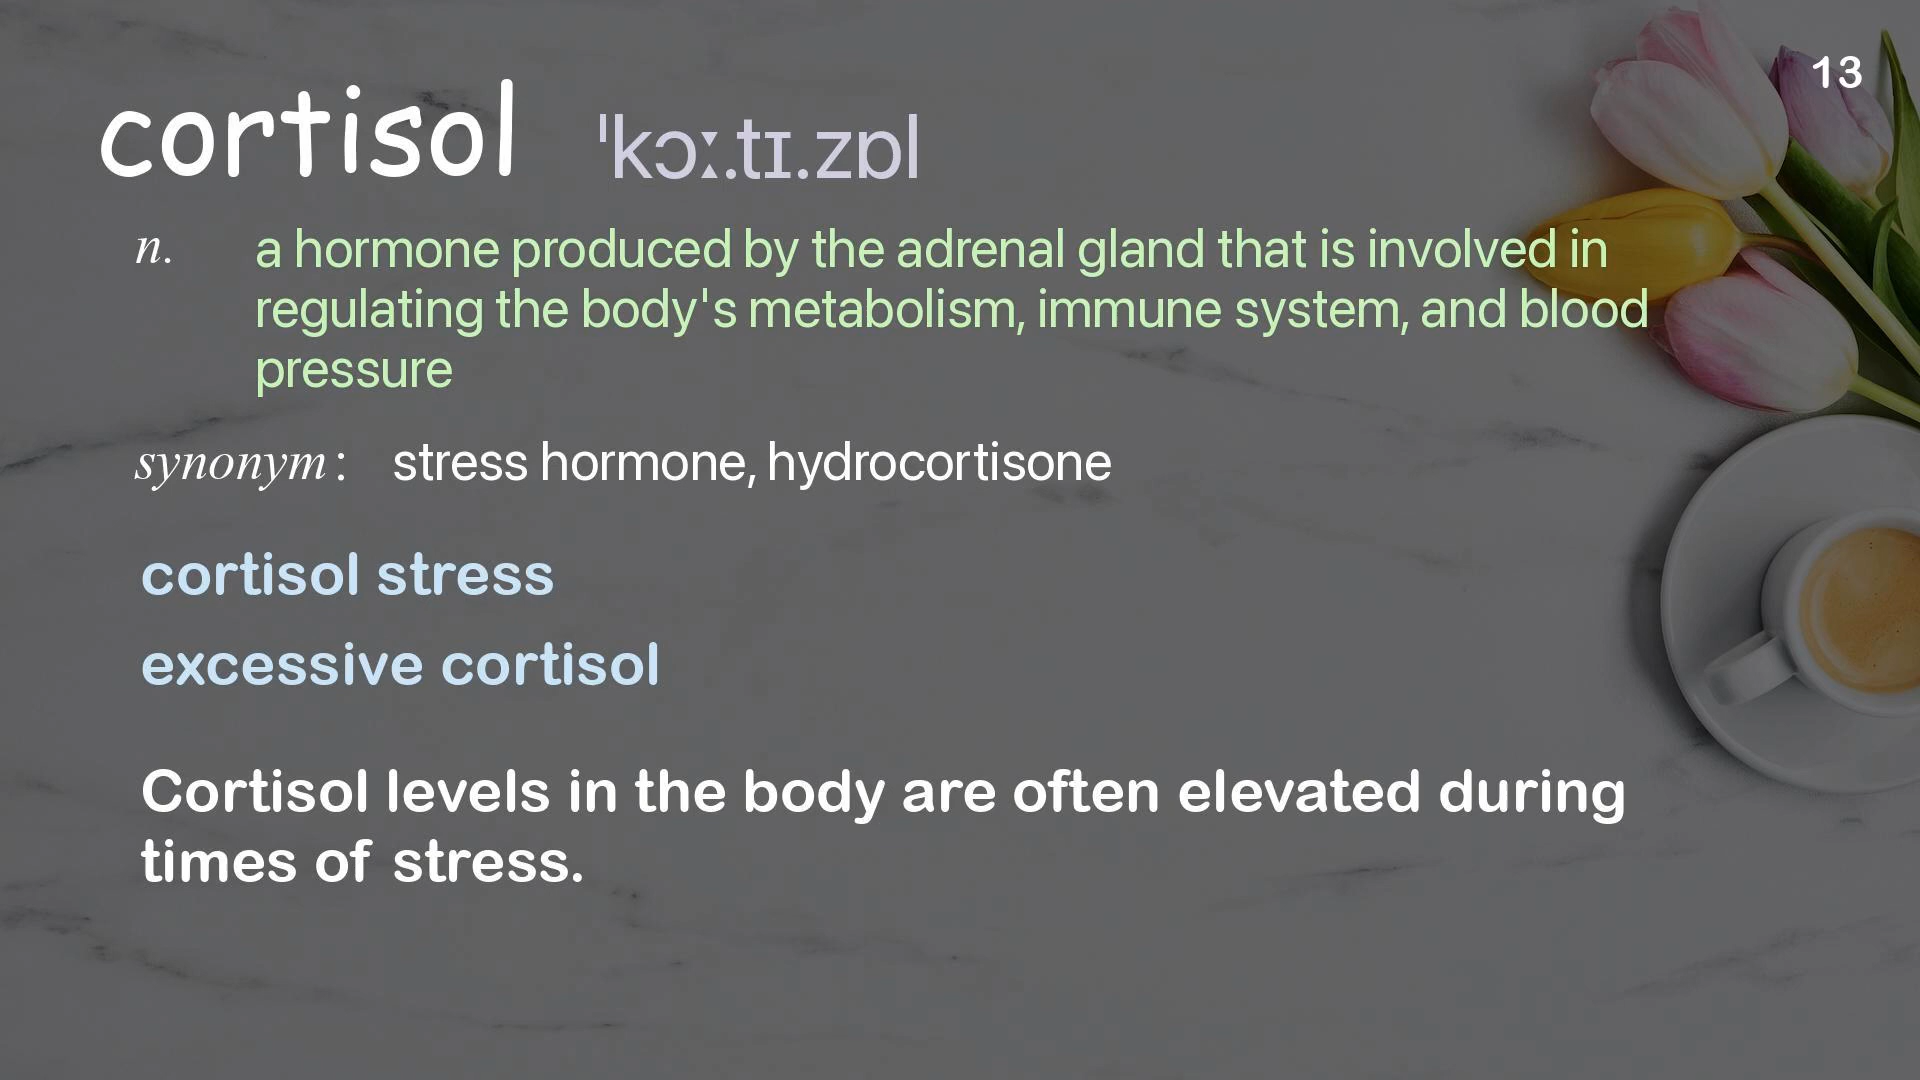 13
cortisol ˈkɔː.tɪ.zɒl
n. a hormone produced by the adrenal gland that is involved in
regulating the body's metabolism, immune system, and blood
pressure
synonym: stress hormone, hydrocortisone
cortisol stress
excessive cortisol
Cortisol levels in the body are often elevated during
times of stress.